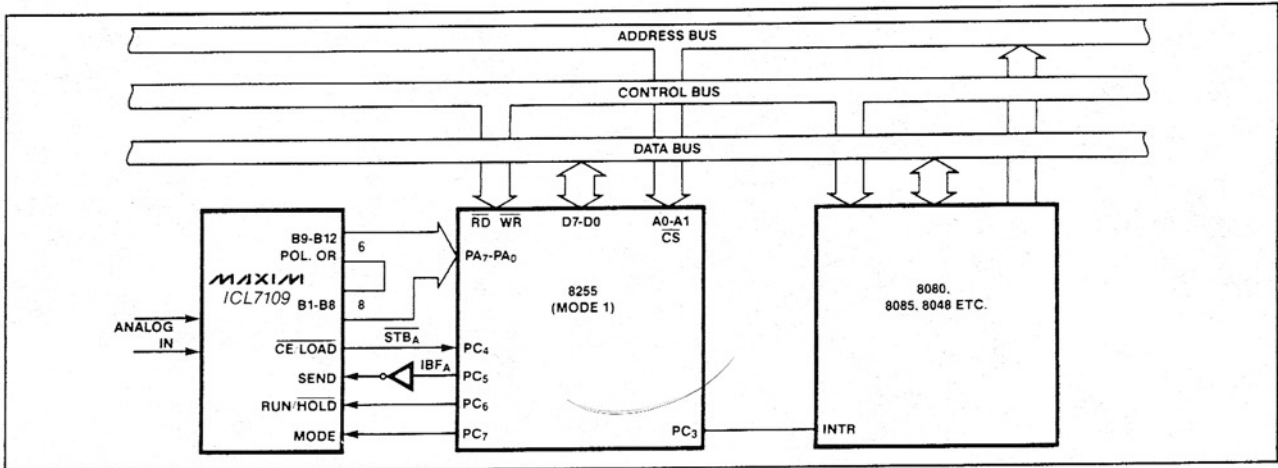 ADDRESS BUS
CONTROL BUS
DATA BUS
B9-B12
POL. OR
6
MAXIM
ICL7109
B1-B8
8
ANALOG
IN
CE/LOAD
SEND
RUN/HOLD
MODE
STBA
IBFA
RD WR
D7-D0
A0-A1
CS
PA7-PA0
8255
(MODE 1)
PC4
PC5
PC6
PC7
PC3
8080,
8085, 8048 ETC.
INTR